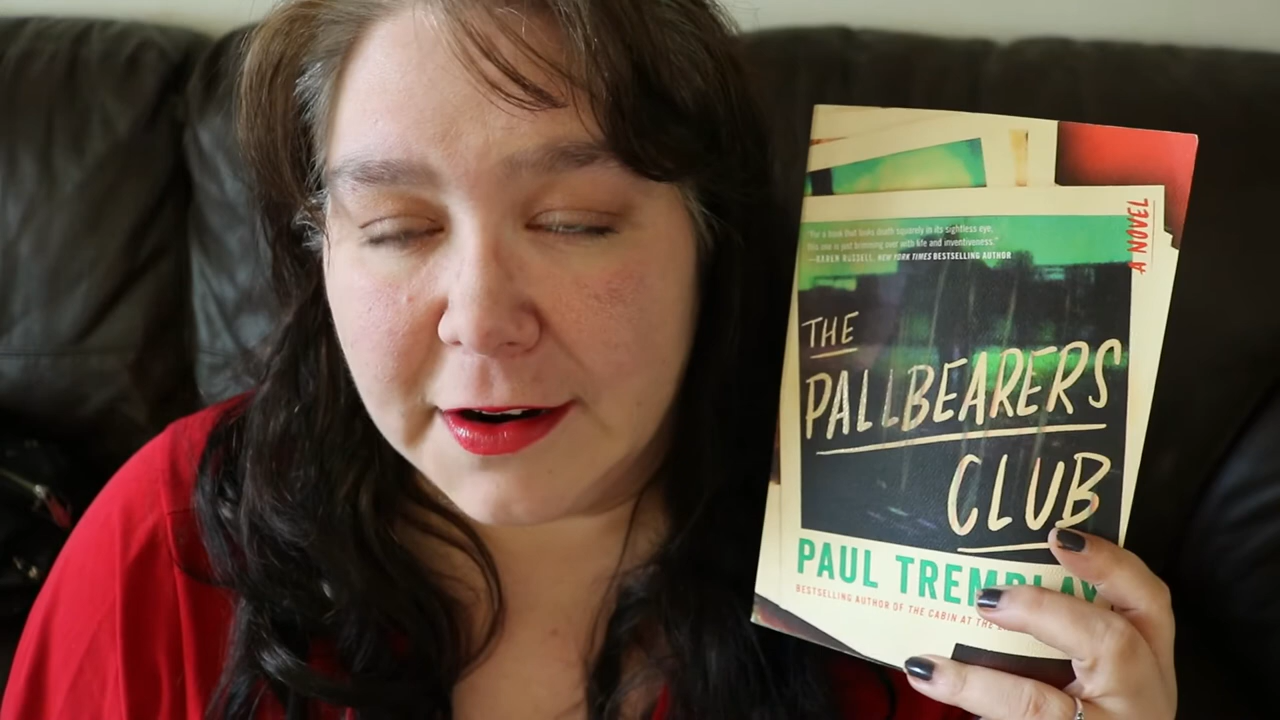 "For a book that looks death squarely in its sightless eye,
this one is just brimming over with life and inventiveness."
—KAREN RUSSELL, NEW YORK TIMES BESTSELLING AUTHOR
A NOVEL
THE
PALLBEARERS
CLUB
PAUL TREMBLAY
BESTSELLING AUTHOR OF THE CABIN AT THE